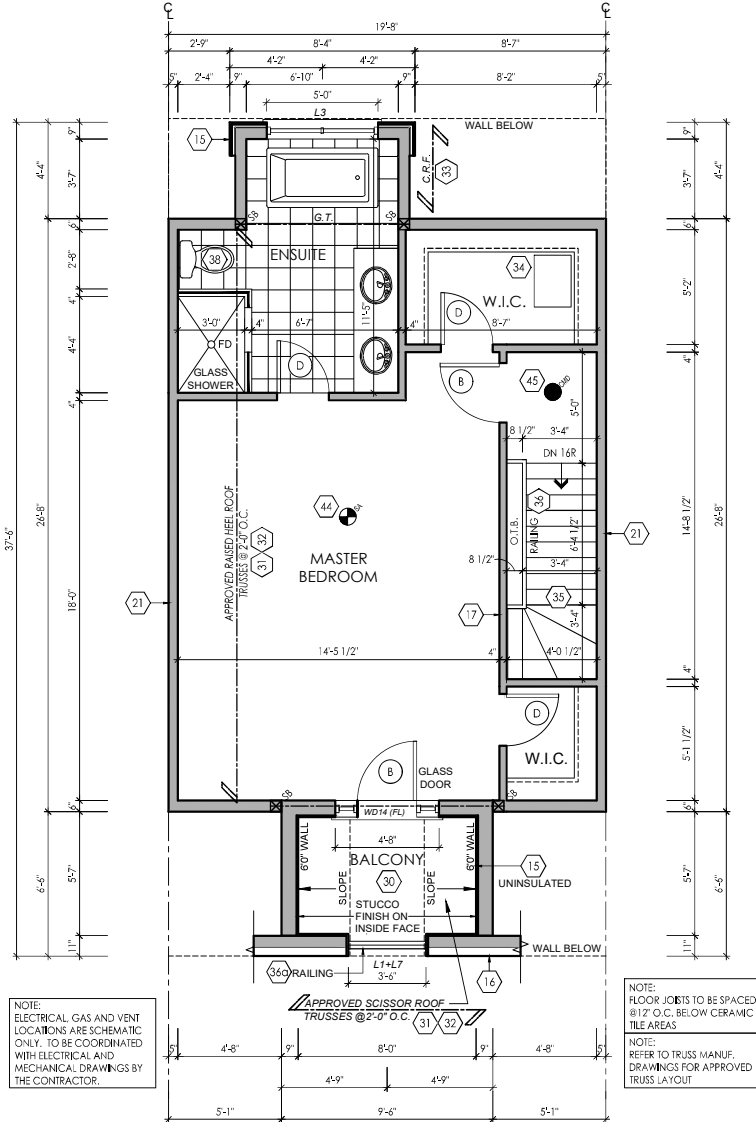 ℄ ℄
19'-8"
2'-9" 8'-4" 8'-7"
4'-2" 4'-2"
5" 2'-4" 9" 6'-10" 9" 8'-2" 5"
5'-0"
L3
WALL BELOW
15
C.R.F.
33
9" 9"
4'-4" 3'-7" 3'-7" 4'-4"
SB G.T. SB
6" 6"
38 ENSUITE
34
W.I.C.
2'-8" 5'-2"
4" D
3'-0" 4" 6'-7" 11'-5" 4" 8'-7"
FD
GLASS
SHOWER
4'-4" 4"
D B 45 CMD
4" 5'-0"
8 1/2" 3'-4"
DN 16R
37'-6" 26'-8" 14'-8 1/2" 26'-8"
APPROVED RAISED HEEL ROOF
TRUSSES @ 2'-0" O.C.
31 32
44 SA
MASTER
BEDROOM
O.T.B.
RAILING
36
6'-4 1/2"
21
8 1/2" 3'-4"
35
18'-0"
21
17
3'-4"
14'-5 1/2" 4" 4'-0 1/2"
4"
D
W.I.C.
5'-1 1/2"
B GLASS
DOOR
6" SB WD14 (FL) SB 6"
6'0" WALL 4'-8" 6'0" WALL
BALCONY
30
15
UNINSULATED
SLOPE SLOPE
STUCCO
FINISH ON
INSIDE FACE
6'-6" 5'-7" 5'-7" 6'-6"
11" 11"
WALL BELOW
36a RAILING L1+L7
3'-6"
16
APPROVED SCISSOR ROOF
TRUSSES @2'-0" O.C. 31 32
NOTE:
ELECTRICAL, GAS AND VENT
LOCATIONS ARE SCHEMATIC
ONLY. TO BE COORDINATED
WITH ELECTRICAL AND
MECHANICAL DRAWINGS BY
THE CONTRACTOR.
NOTE:
FLOOR JOISTS TO BE SPACED
@12" O.C. BELOW CERAMIC
TILE AREAS
NOTE:
REFER TO TRUSS MANUF.
DRAWINGS FOR APPROVED
TRUSS LAYOUT
5" 4'-8" 9" 8'-0" 9" 4'-8" 5"
4'-9" 4'-9"
5'-1" 9'-6" 5'-1"